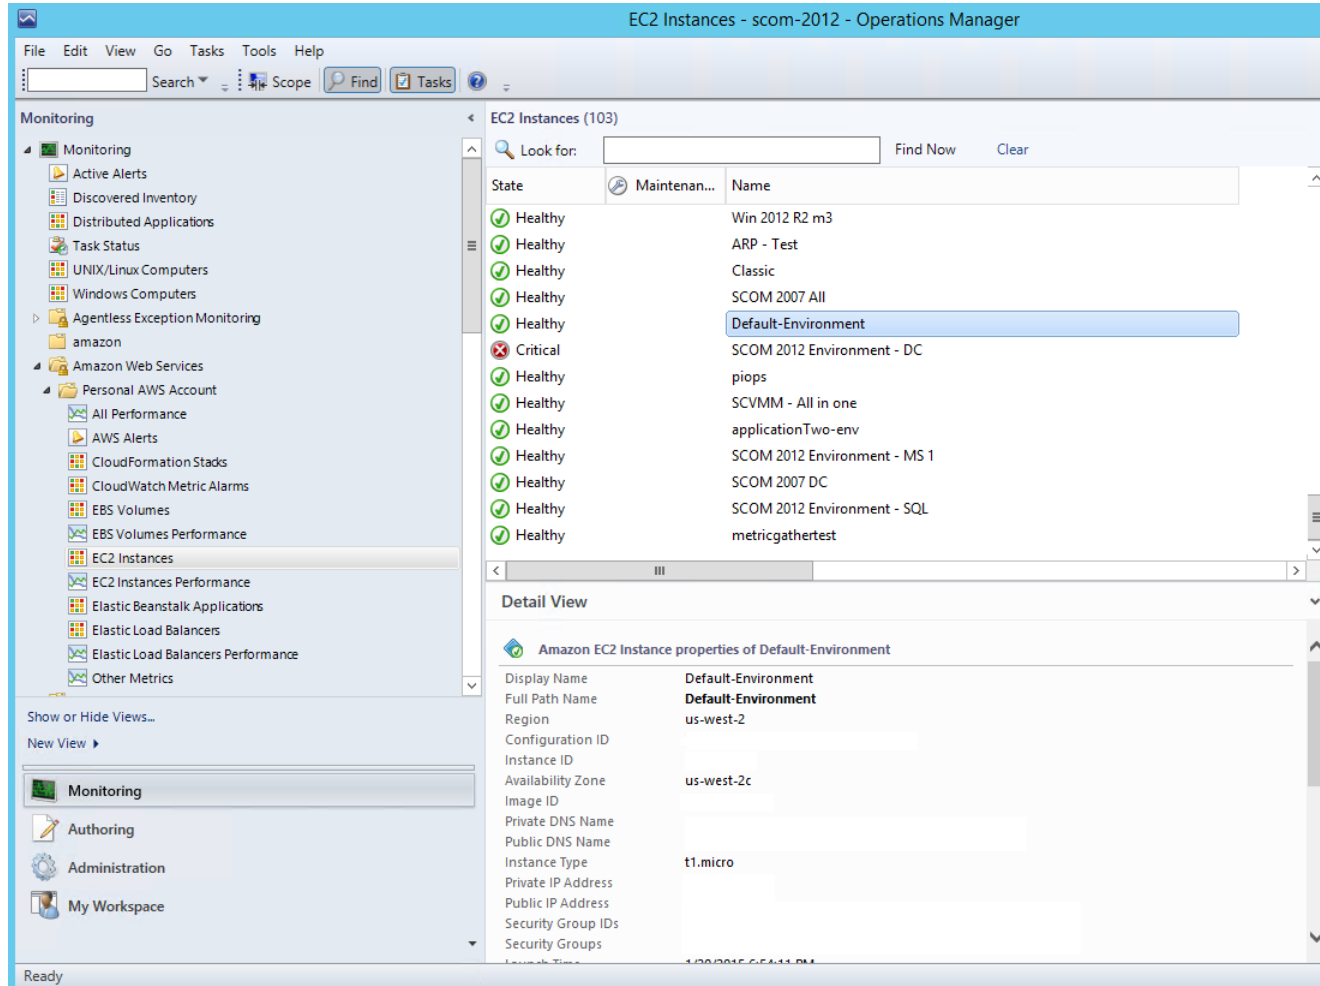 EC2 Instances - scom-2012 - Operations Manager
File Edit View Go Tasks Tools Help
Search Scope Find Tasks
Monitoring
Monitoring
Active Alerts
Discovered Inventory
Distributed Applications
Task Status
UNIX/Linux Computers
Windows Computers
Agentless Exception Monitoring
amazon
Amazon Web Services
Personal AWS Account
All Performance
AWS Alerts
CloudFormation Stacks
CloudWatch Metric Alarms
EBS Volumes
EBS Volumes Performance
EC2 Instances
EC2 Instances Performance
Elastic Beanstalk Applications
Elastic Load Balancers
Elastic Load Balancers Performance
Other Metrics
Show or Hide Views...
New View
Monitoring
Authoring
Administration
My Workspace
EC2 Instances (103)
Look for: Find Now Clear
State Maintenan... Name
Healthy Win 2012 R2 m3
Healthy ARP - Test
Healthy Classic
Healthy SCOM 2007 All
Healthy Default-Environment
Critical SCOM 2012 Environment - DC
Healthy piops
Healthy SCVMM - All in one
Healthy applicationTwo-env
Healthy SCOM 2012 Environment - MS 1
Healthy SCOM 2007 DC
Healthy SCOM 2012 Environment - SQL
Healthy metricgathertest
Detail View
Amazon EC2 Instance properties of Default-Environment
Display Name Default-Environment
Full Path Name Default-Environment
Region us-west-2
Configuration ID
Instance ID
Availability Zone us-west-2c
Image ID
Private DNS Name
Public DNS Name
Instance Type t1.micro
Private IP Address
Public IP Address
Security Group IDs
Security Groups
Launch Time
Ready